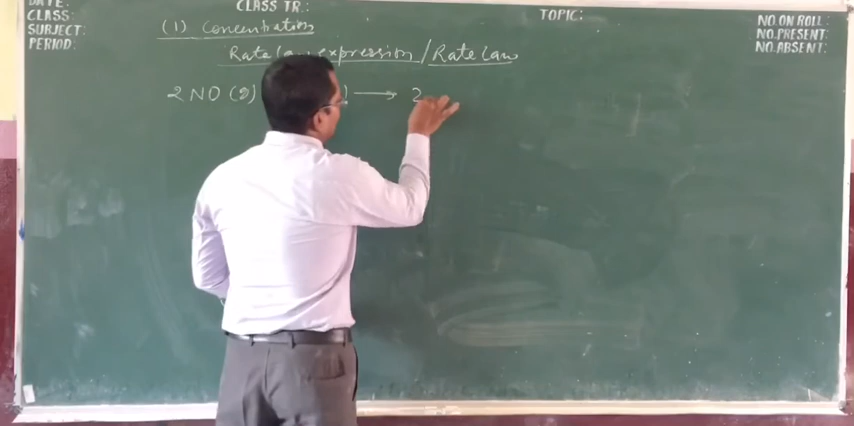 DATE:
CLASS TR.:
TOPIC:
CLASS:
SUBJECT:
PERIOD:
NO.ON ROLL:
NO.PRESENT:
NO.ABSENT:
(1) Concentration
Rate law expression / Rate law
2 NO (g) ⟶ 2